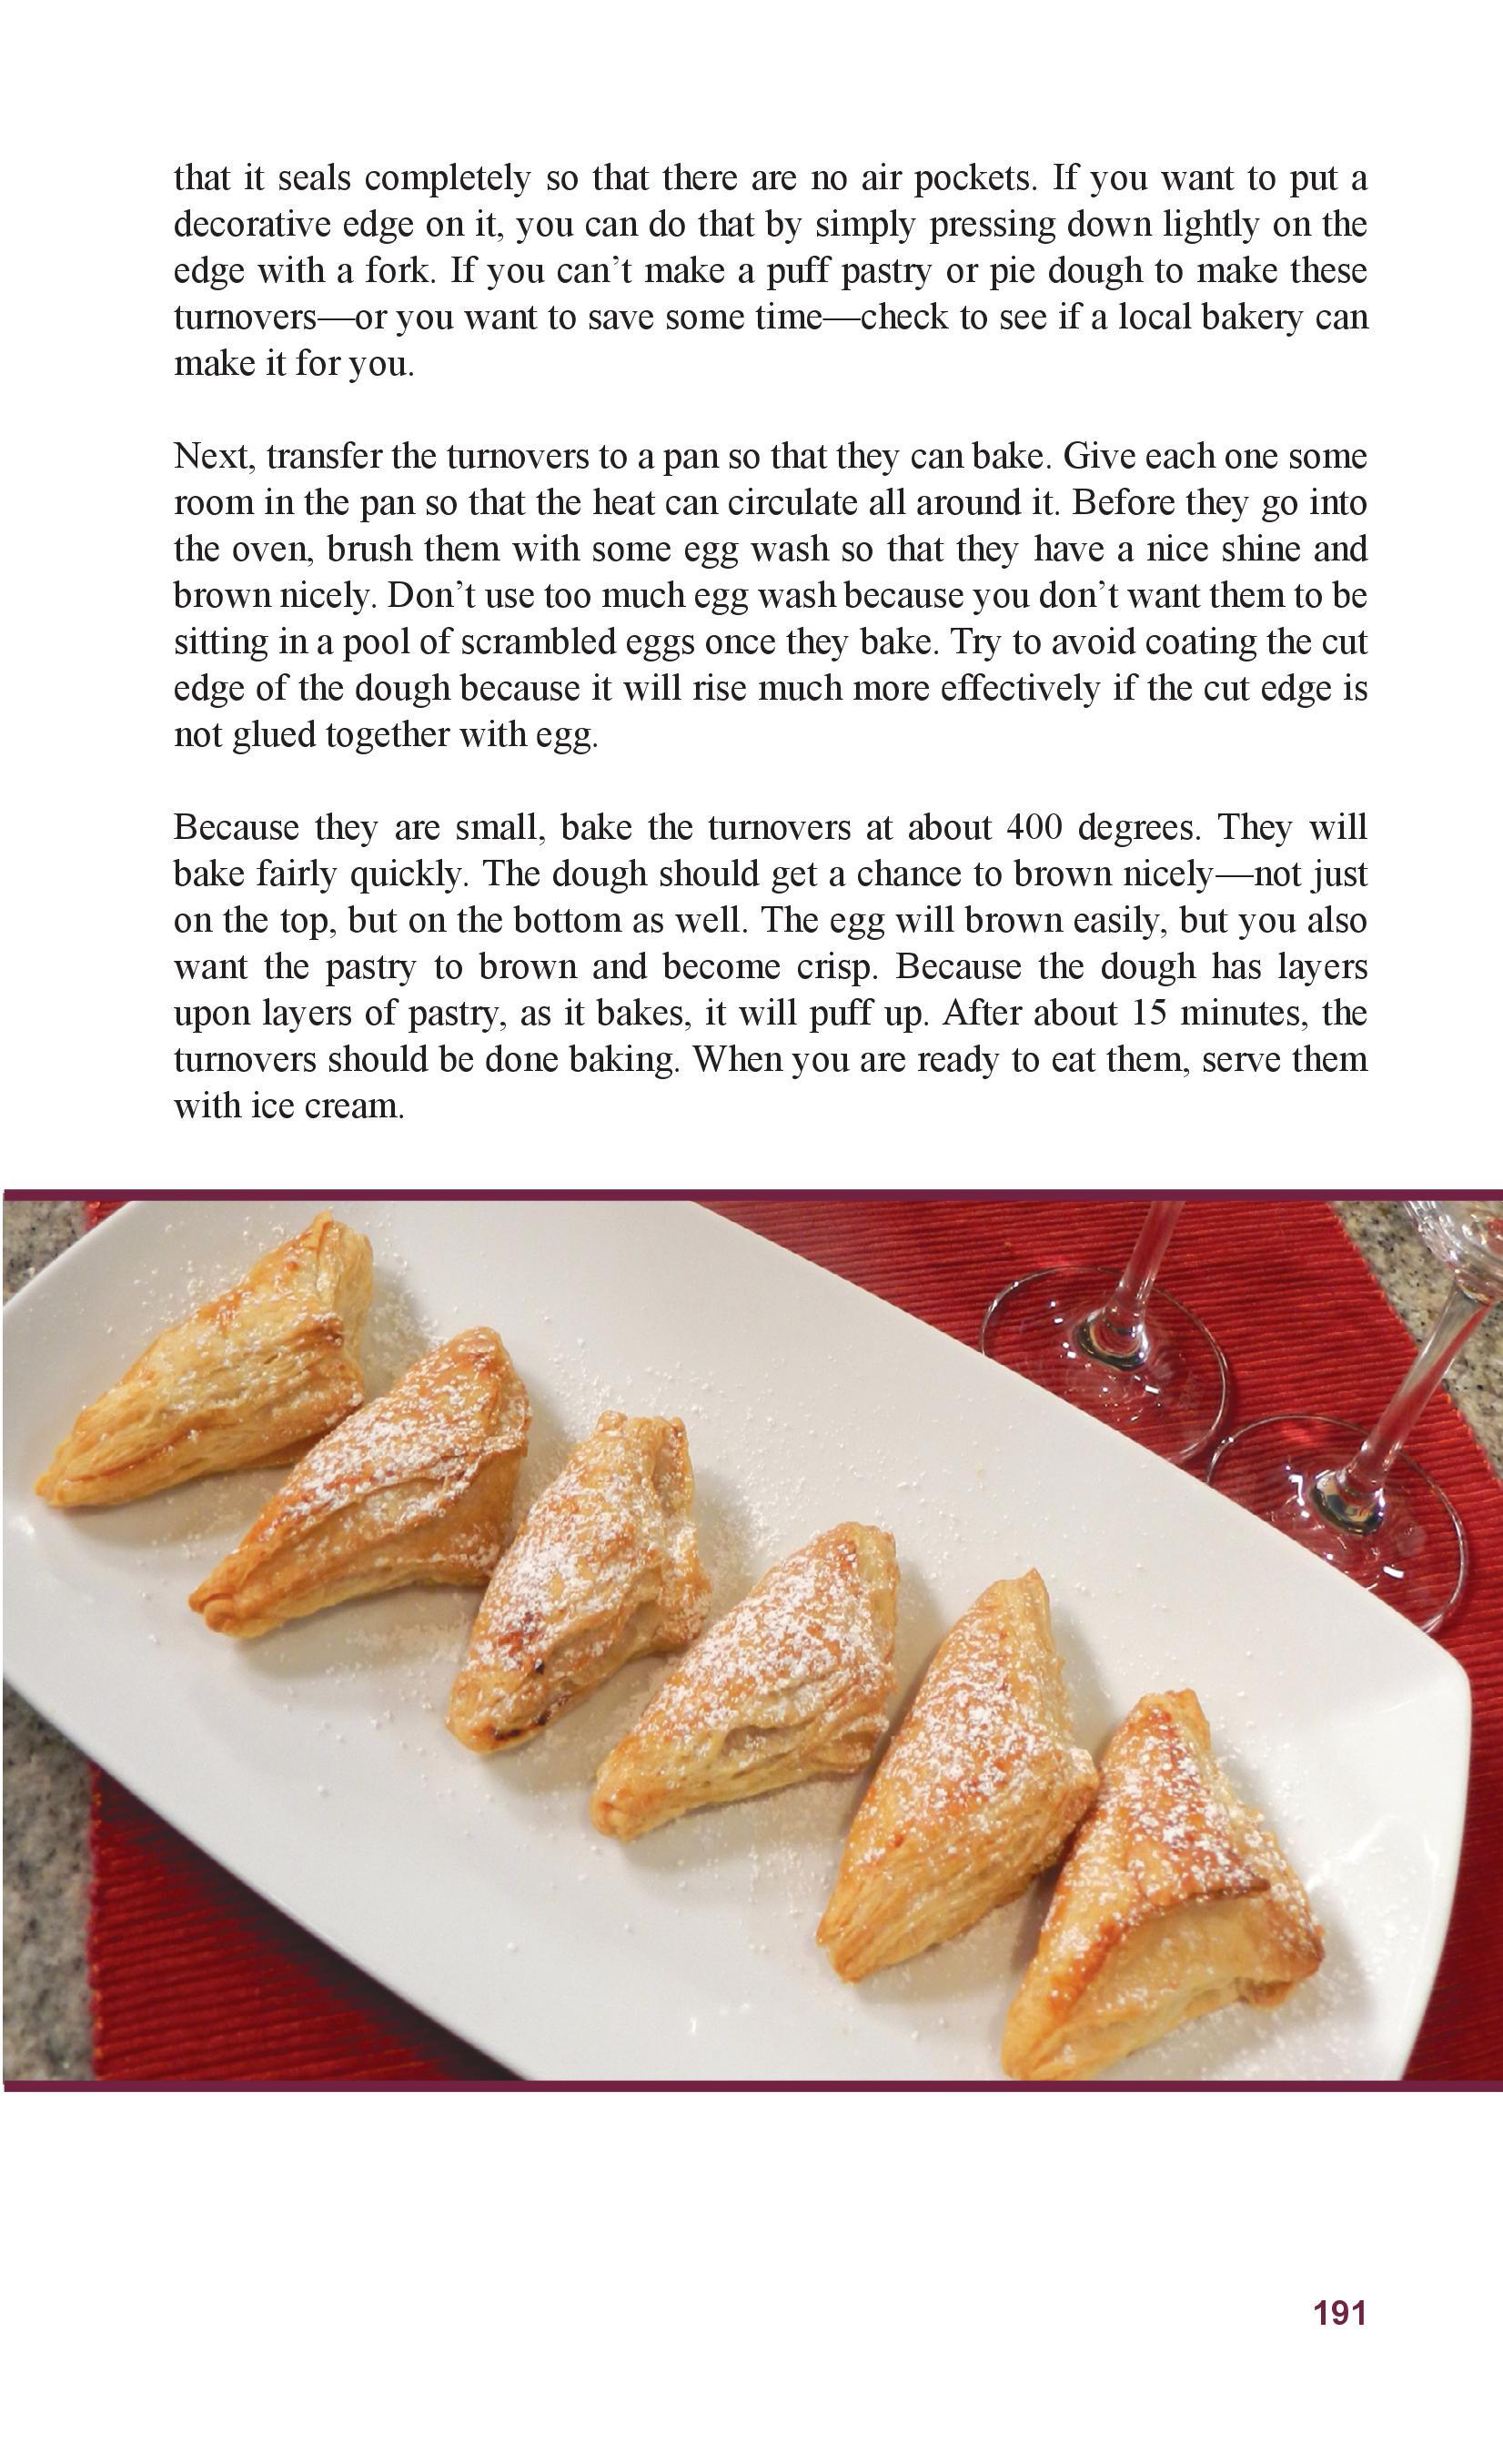 that it seals completely so that there are no air pockets. If you want to put a
decorative edge on it, you can do that by simply pressing down lightly on the
edge with a fork. If you can’t make a puff pastry or pie dough to make these
turnovers—or you want to save some time—check to see if a local bakery can
make it for you.
Next, transfer the turnovers to a pan so that they can bake. Give each one some
room in the pan so that the heat can circulate all around it. Before they go into
the oven, brush them with some egg wash so that they have a nice shine and
brown nicely. Don’t use too much egg wash because you don’t want them to be
sitting in a pool of scrambled eggs once they bake. Try to avoid coating the cut
edge of the dough because it will rise much more effectively if the cut edge is
not glued together with egg.
Because they are small, bake the turnovers at about 400 degrees. They will
bake fairly quickly. The dough should get a chance to brown nicely—not just
on the top, but on the bottom as well. The egg will brown easily, but you also
want the pastry to brown and become crisp. Because the dough has layers
upon layers of pastry, as it bakes, it will puff up. After about 15 minutes, the
turnovers should be done baking. When you are ready to eat them, serve them
with ice cream.
191